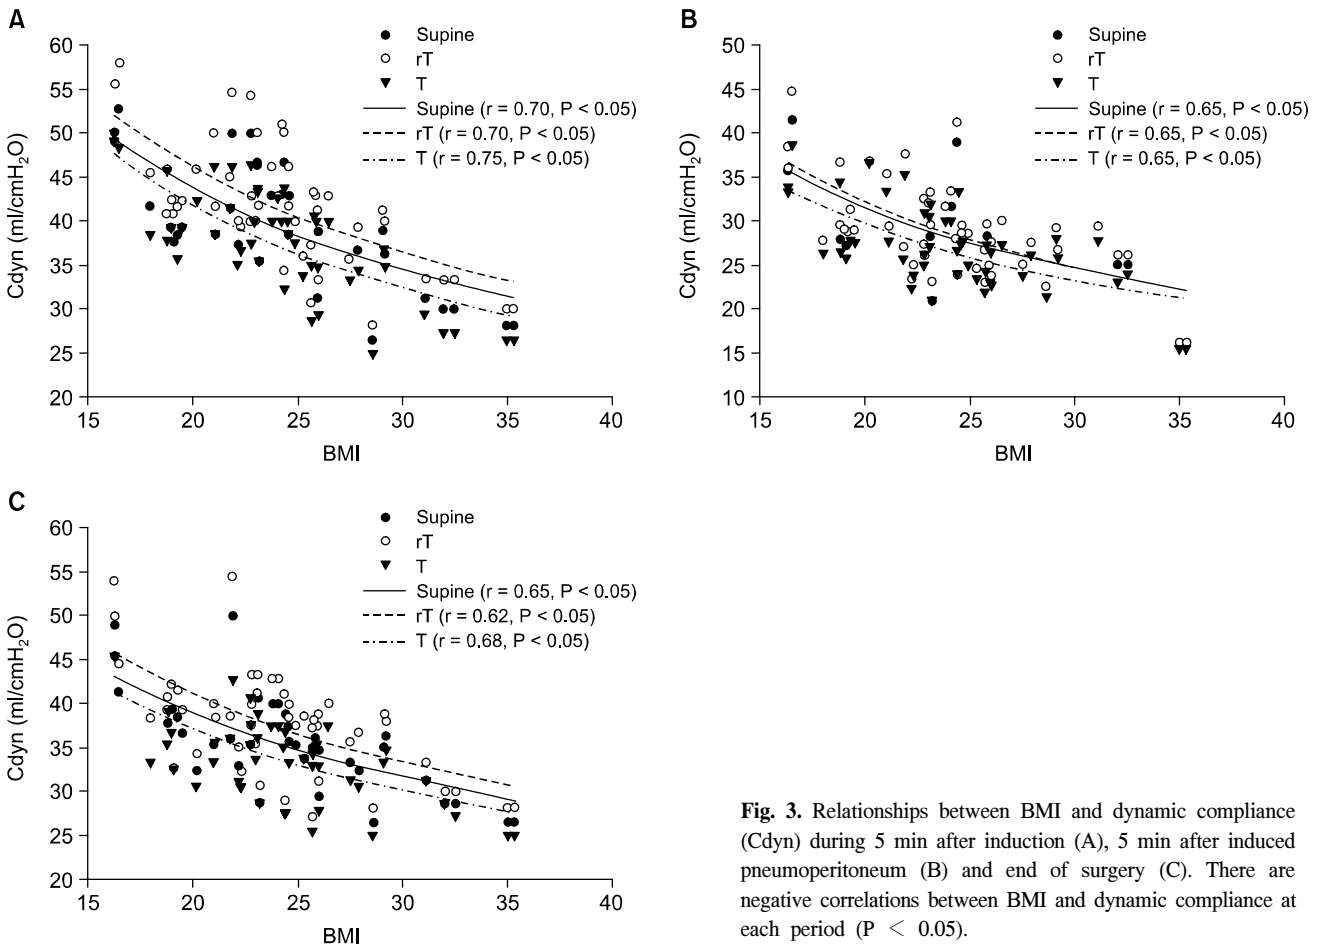 A
Supine
rT
T
Supine (r = 0.70, P < 0.05)
rT (r = 0.70, P < 0.05)
T (r = 0.75, P < 0.05)
60
55
50
45
40
35
30
25
20
15
20
25
30
35
40
Cdyn (ml/cmH₂O)
BMI
B
Supine
rT
T
Supine (r = 0.65, P < 0.05)
rT (r = 0.65, P < 0.05)
T (r = 0.65, P < 0.05)
50
45
40
35
30
25
20
15
10
15
20
25
30
35
40
Cdyn (ml/cmH₂O)
BMI
C
Supine
rT
T
Supine (r = 0.65, P < 0.05)
rT (r = 0.62, P < 0.05)
T (r = 0.68, P < 0.05)
60
55
50
45
40
35
30
25
20
15
20
25
30
35
40
Cdyn (ml/cmH₂O)
BMI
Fig. 3. Relationships between BMI and dynamic compliance
(Cdyn) during 5 min after induction (A), 5 min after induced
pneumoperitoneum (B) and end of surgery (C). There are
negative correlations between BMI and dynamic compliance at
each period (P < 0.05).